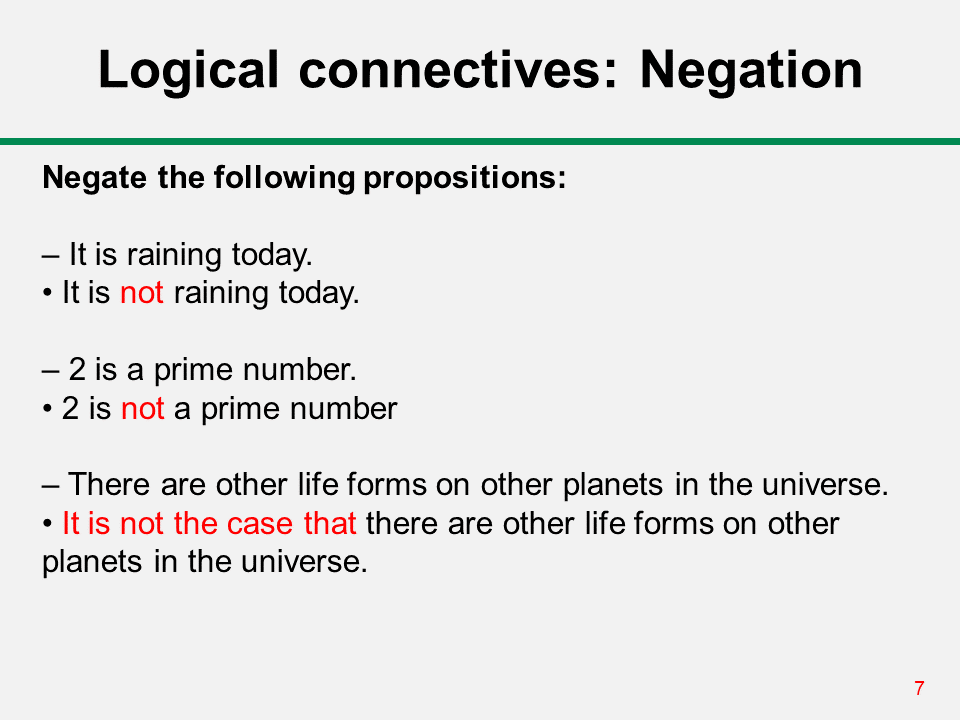 Logical connectives: Negation
Negate the following propositions:
– It is raining today.
• It is not raining today.
– 2 is a prime number.
• 2 is not a prime number
– There are other life forms on other planets in the universe.
• It is not the case that there are other life forms on other
planets in the universe.
7